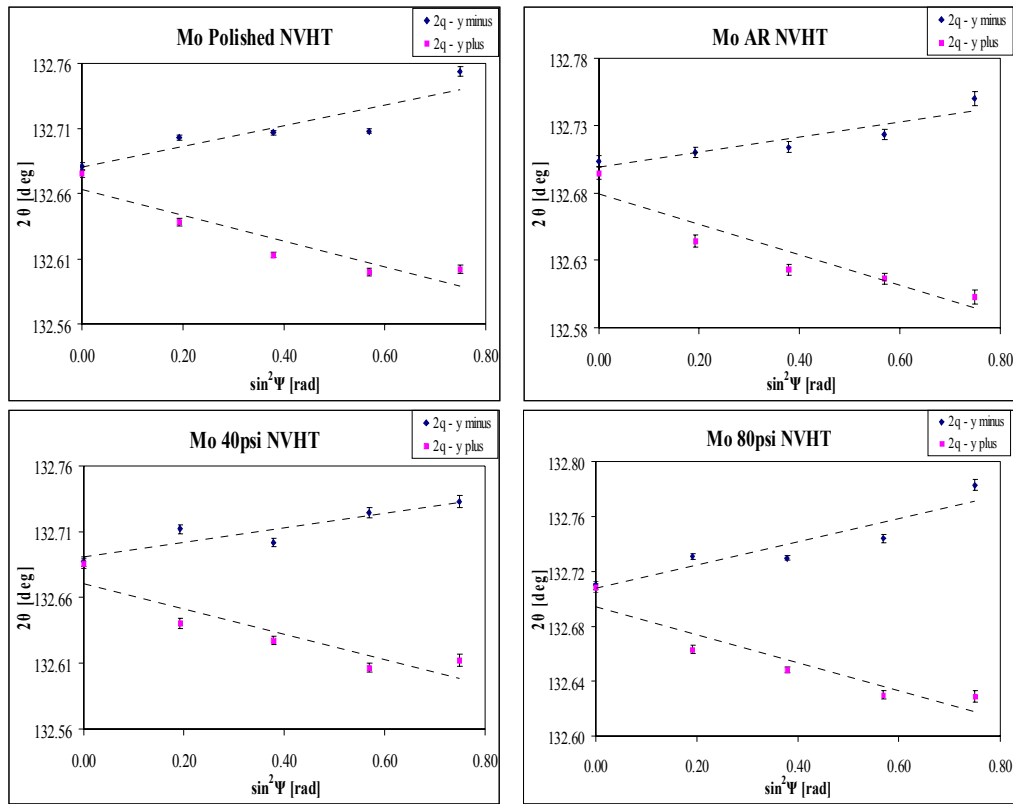 Mo Polished NVHT
2q - y minus
2q - y plus
132.76
132.71
132.66
132.61
132.56
2θ [deg]
0.00 0.20 0.40 0.60 0.80
sin²Ψ [rad]
Mo AR NVHT
2q - y minus
2q - y plus
132.78
132.73
132.68
132.63
132.58
2θ [deg]
0.00 0.20 0.40 0.60 0.80
sin²Ψ [rad]
Mo 40psi NVHT
2q - y minus
2q - y plus
132.76
132.71
132.66
132.61
132.56
2θ [deg]
0.00 0.20 0.40 0.60 0.80
sin²Ψ [rad]
Mo 80psi NVHT
2q - y minus
2q - y plus
132.80
132.76
132.72
132.68
132.64
132.60
2θ [deg]
0.00 0.20 0.40 0.60 0.80
sin²Ψ [rad]